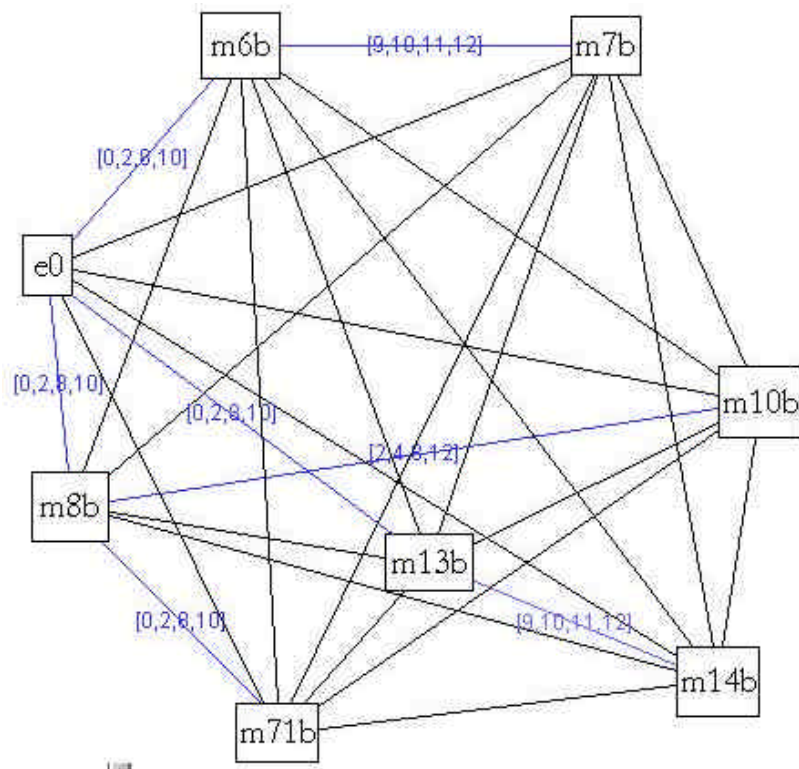 m6b
[9,10,11,12]
m7b
[0,2,8,10]
e0
[0,2,8,10]
[0,2,8,10]
m10b
[2,4,8,12]
m8b
m13b
[0,2,8,10]
[9,10,11,12]
m14b
m71b